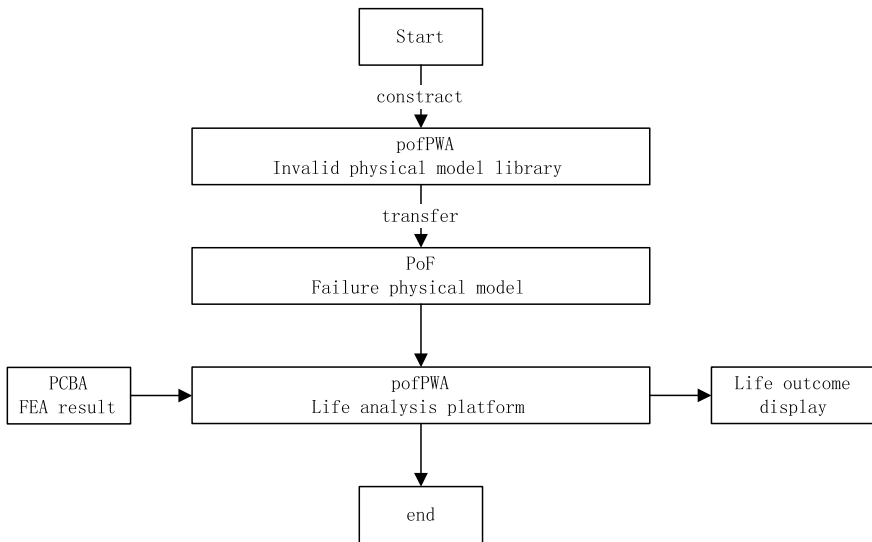 Start
constract
pofPWA
Invalid physical model library
transfer
PoF
Failure physical model
PCBA
FEA result
pofPWA
Life analysis platform
Life outcome
display
end